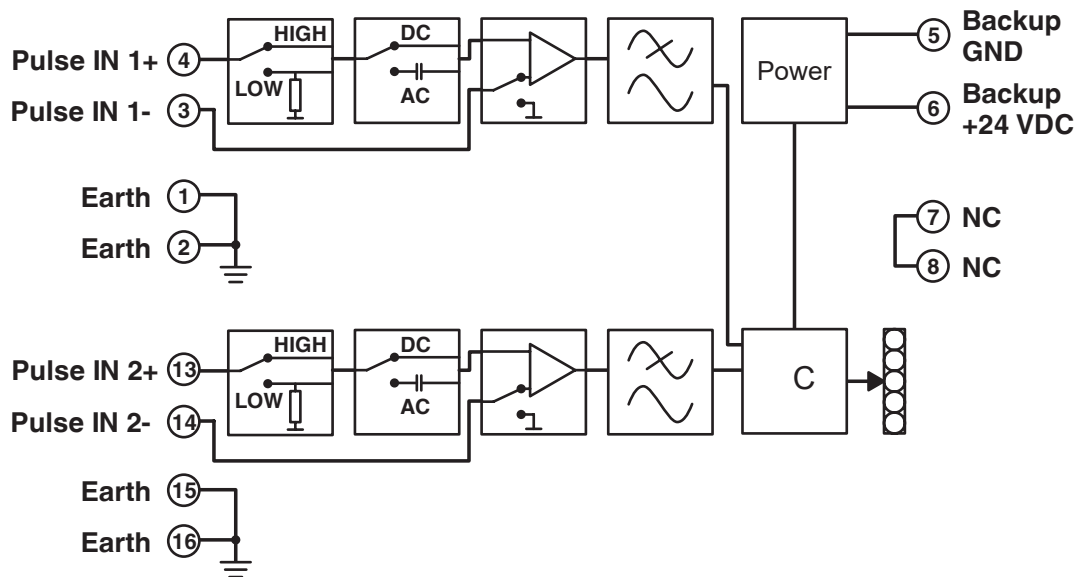 Pulse IN 1+ 4
HIGH
LOW
DC
AC
Pulse IN 1- 3
Power
5 Backup
GND
6 Backup
+24 VDC
Earth 1
Earth 2
7 NC
8 NC
Pulse IN 2+ 13
HIGH
LOW
DC
AC
Pulse IN 2- 14
C
Earth 15
Earth 16